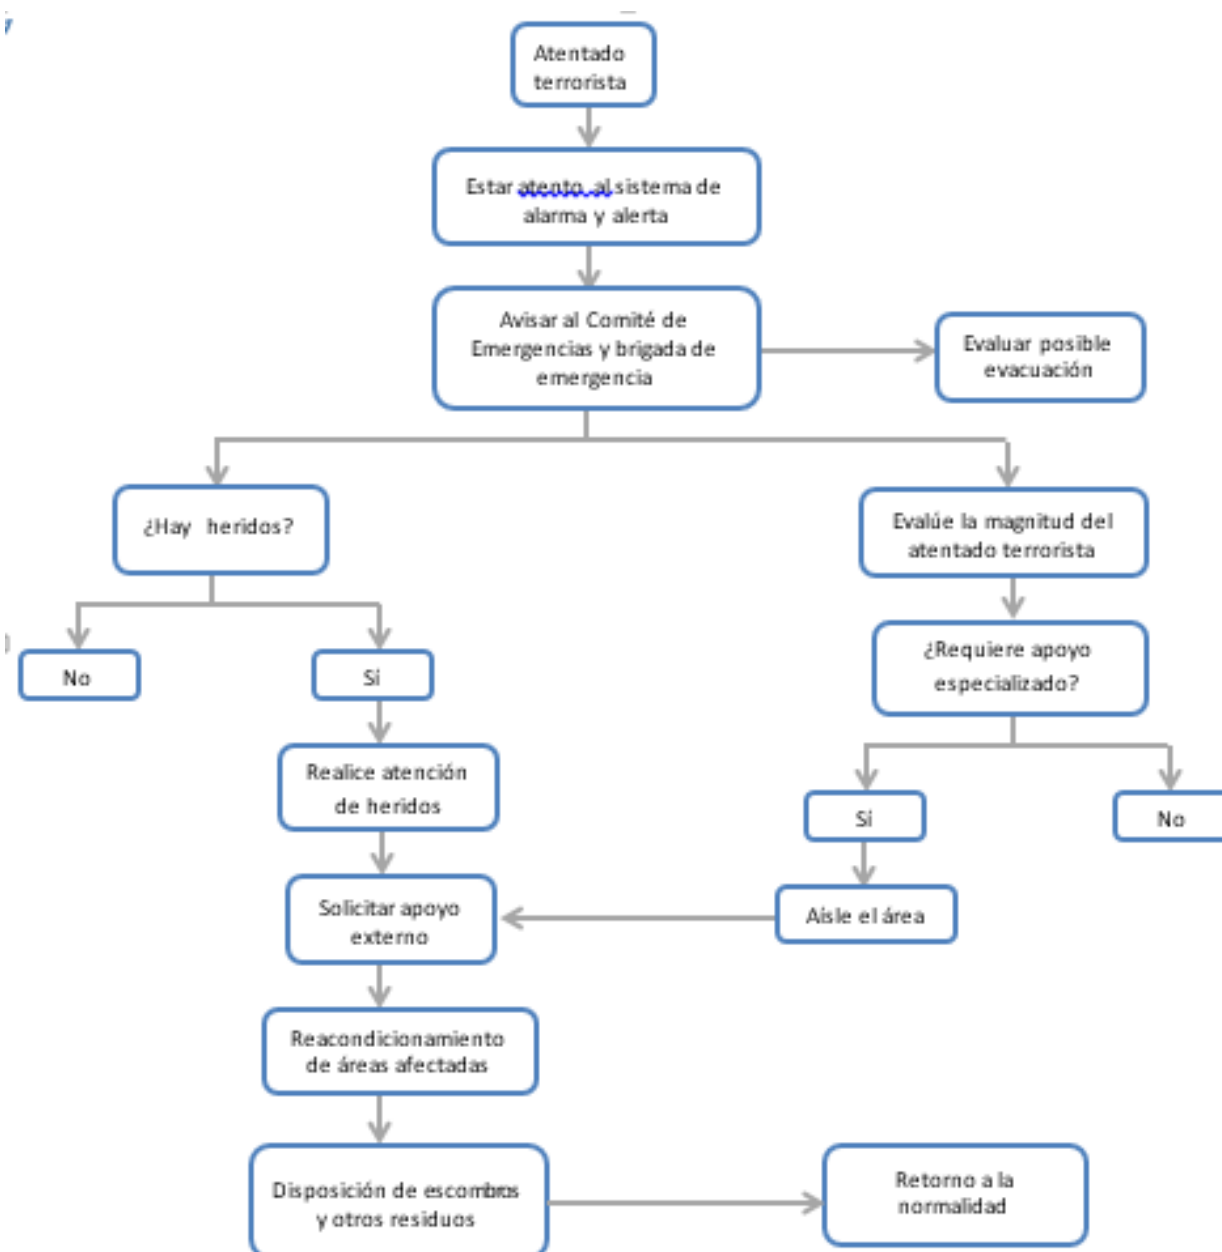 Atentado
terrorista
Estar atento al sistema de
alarma y alerta
Avisar al Comité de
Emergencias y brigada de
emergencia
Evaluar posible
evacuación
¿Hay heridos?
Evalúe la magnitud del
atentado terrorista
No
Sí
¿Requiere apoyo
especializado?
Realice atención
de heridos
Sí
No
Solicitar apoyo
externo
Aísle el área
Reacondicionamiento
de áreas afectadas
Disposición de escombros
y otros residuos
Retorno a la
normalidad